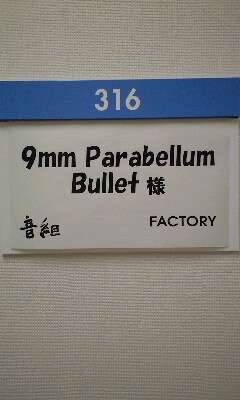 316
9mm Parabellum
Bullet 様
音組 FACTORY